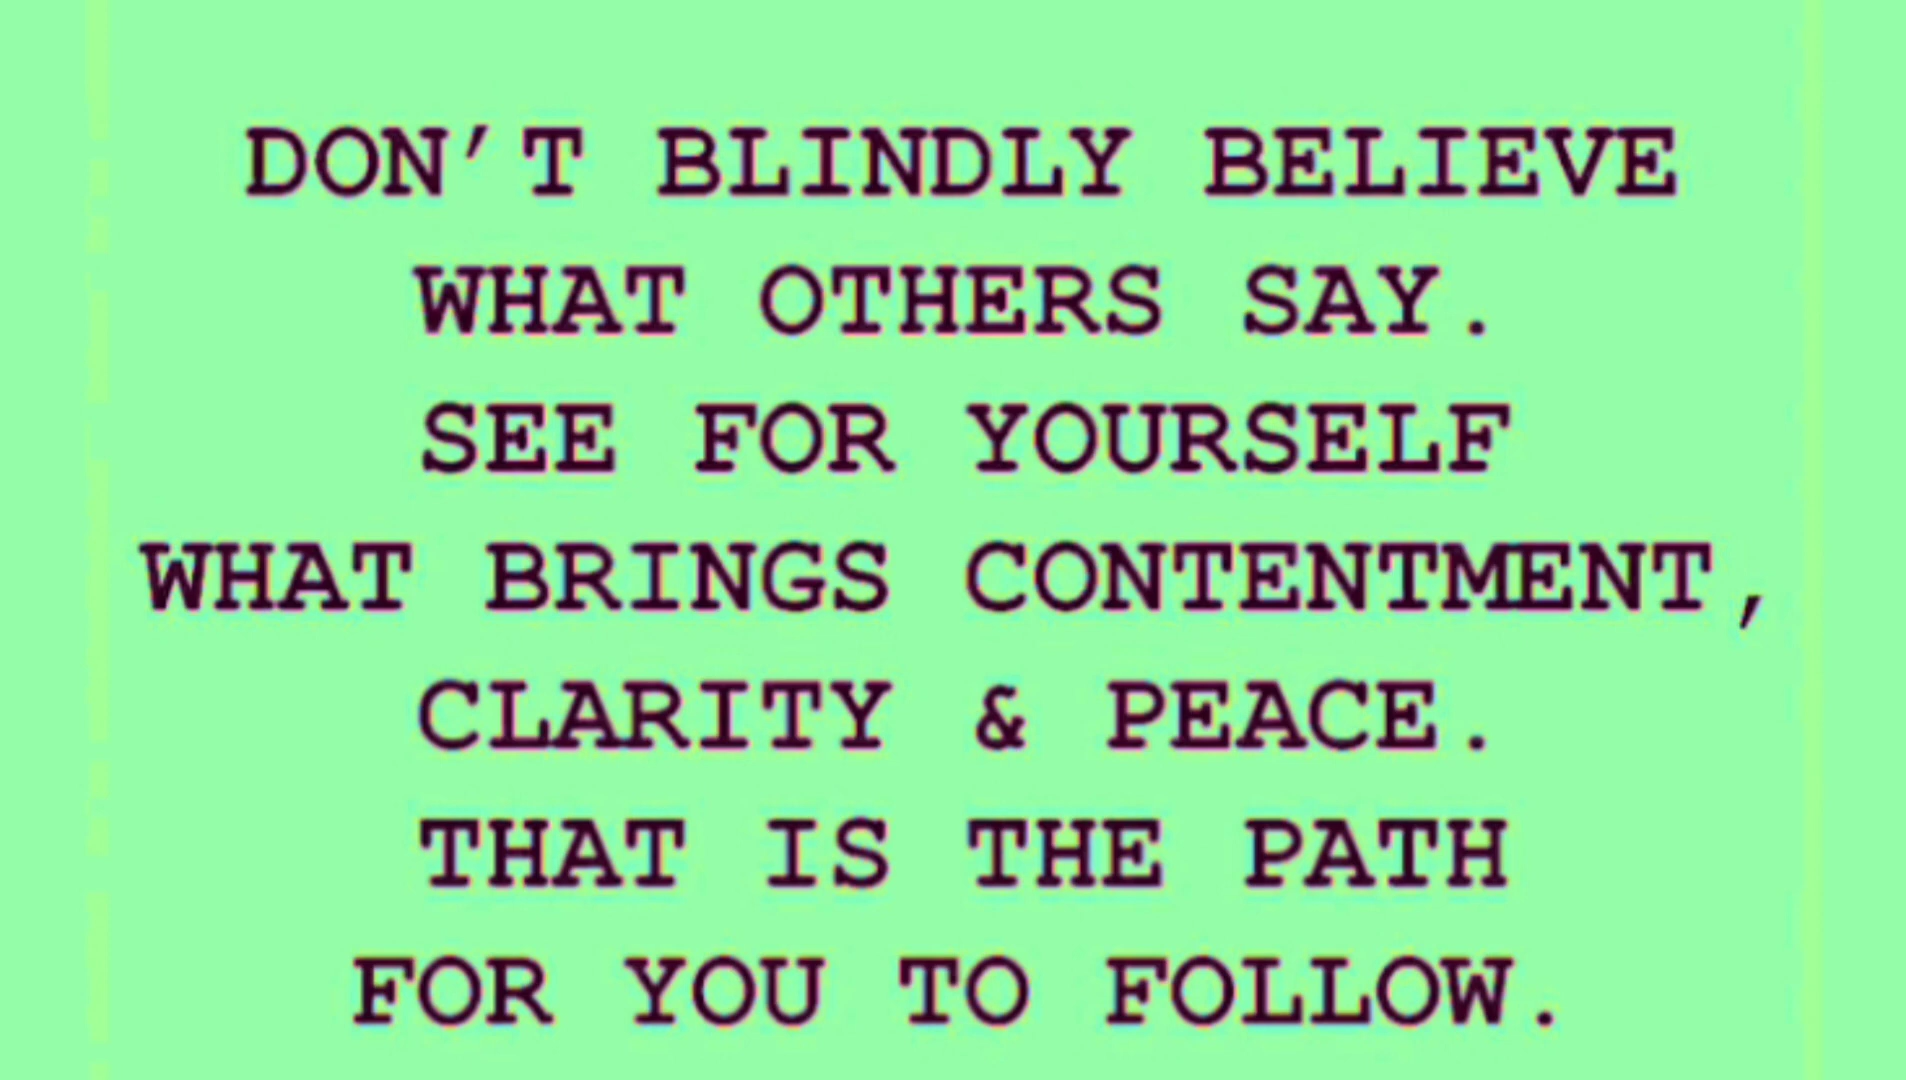 DON'T BLINDLY BELIEVE
WHAT OTHERS SAY.
SEE FOR YOURSELF
WHAT BRINGS CONTENTMENT,
CLARITY & PEACE.
THAT IS THE PATH
FOR YOU TO FOLLOW.